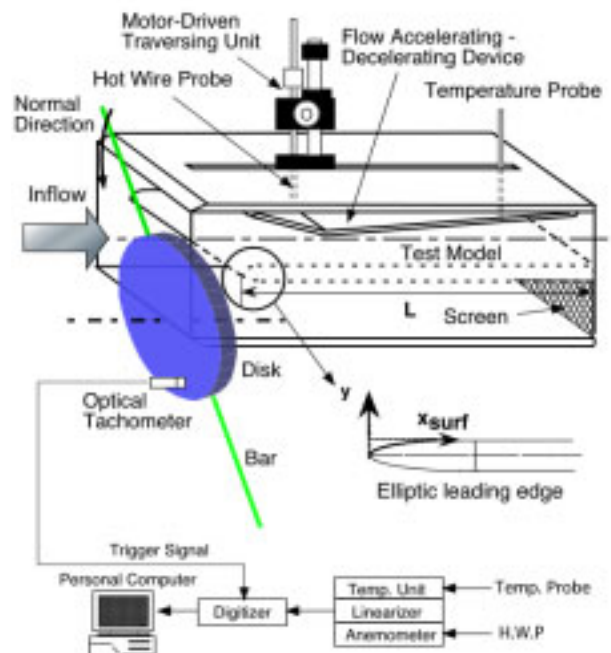 Motor-Driven
Traversing Unit
Flow Accelerating -
Decelerating Device
Hot Wire Probe
Temperature Probe
Normal
Direction
Inflow
Test Model
L
Screen
Disk
y
Optical
Tachometer
xsurf
Bar
Elliptic leading edge
Trigger Signal
Personal Computer
Digitizer
Temp. Unit
Temp. Probe
Linearizer
Anemometer
H.W.P